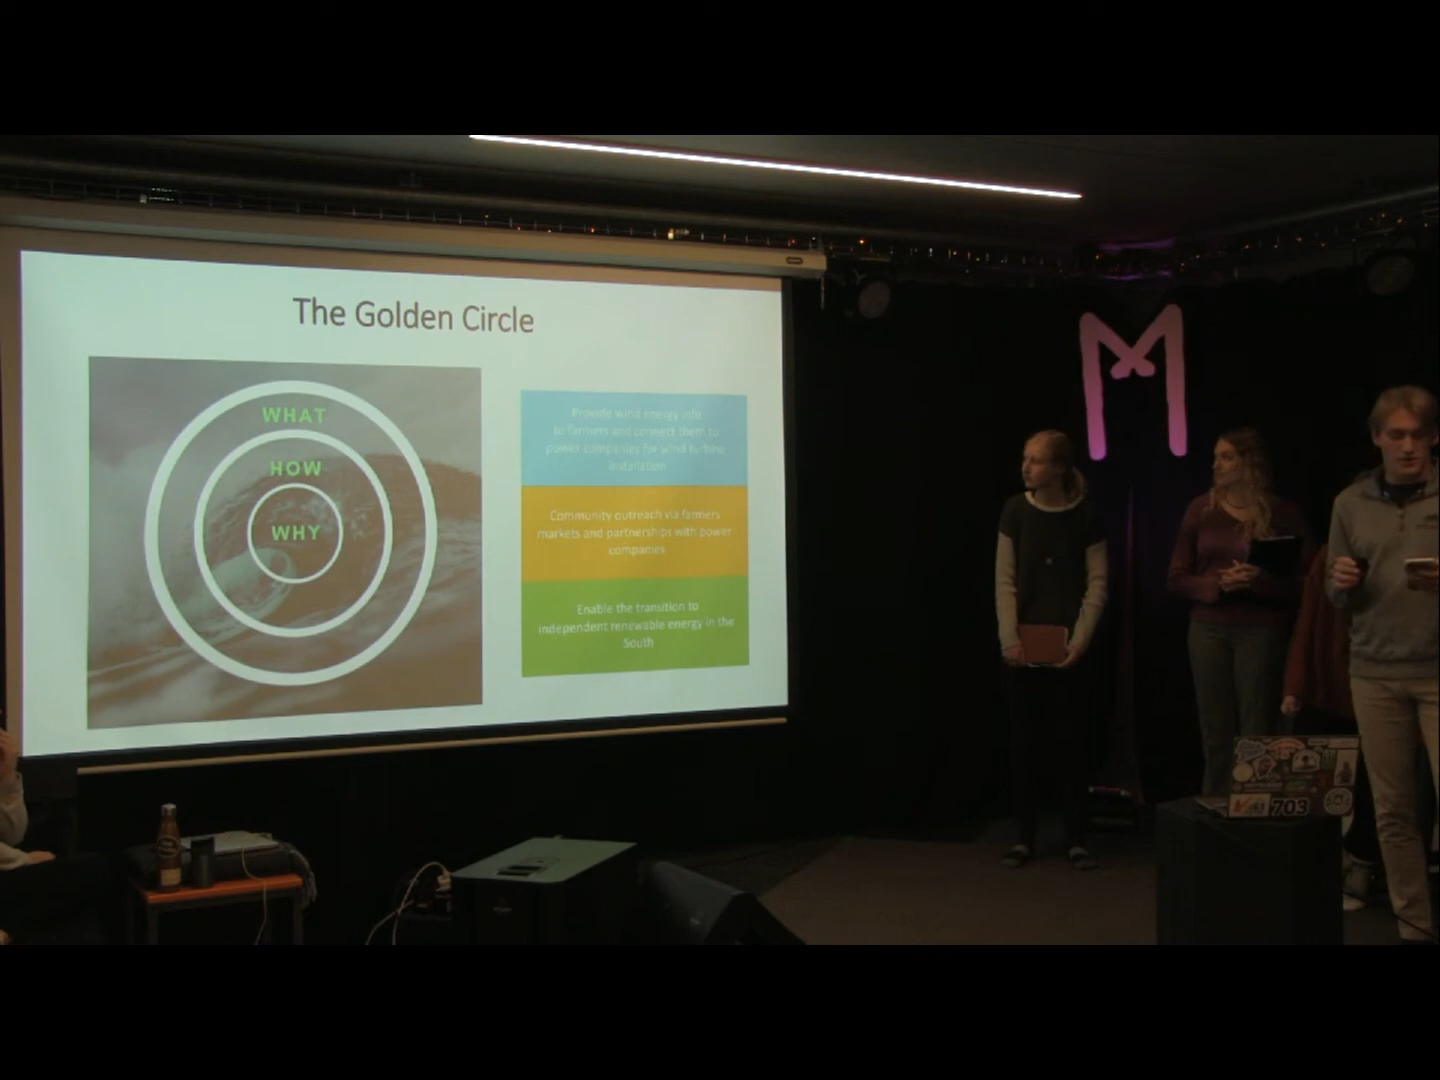 The Golden Circle
WHAT
HOW
WHY
Provide wind energy info
to farmers and connect them to
power companies for wind turbine
installation
Community outreach via farmers
markets and partnerships with power
companies
Enable the transition to
independent renewable energy in the
South
703